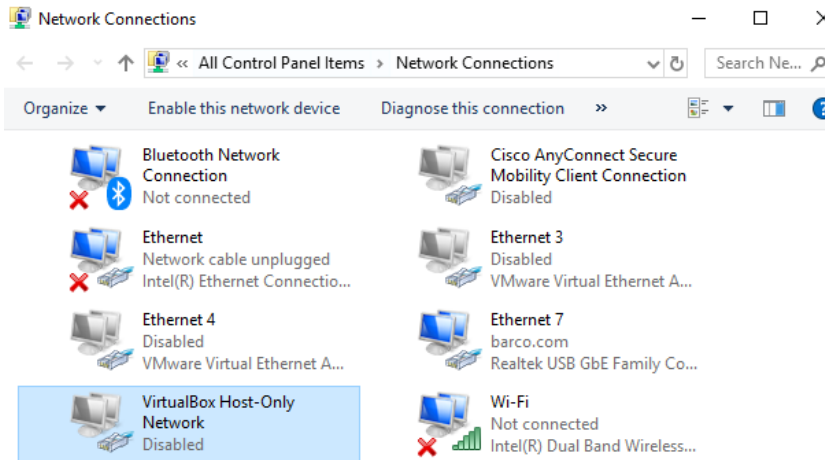 Network Connections
« All Control Panel Items > Network Connections
Search Ne...
Organize
Enable this network device
Diagnose this connection
»
Bluetooth Network
Connection
Not connected
Cisco AnyConnect Secure
Mobility Client Connection
Disabled
Ethernet
Network cable unplugged
Intel(R) Ethernet Connectio...
Ethernet 3
Disabled
VMware Virtual Ethernet A...
Ethernet 4
Disabled
VMware Virtual Ethernet A...
Ethernet 7
barco.com
Realtek USB GbE Family Co...
VirtualBox Host-Only
Network
Disabled
Wi-Fi
Not connected
Intel(R) Dual Band Wireless...